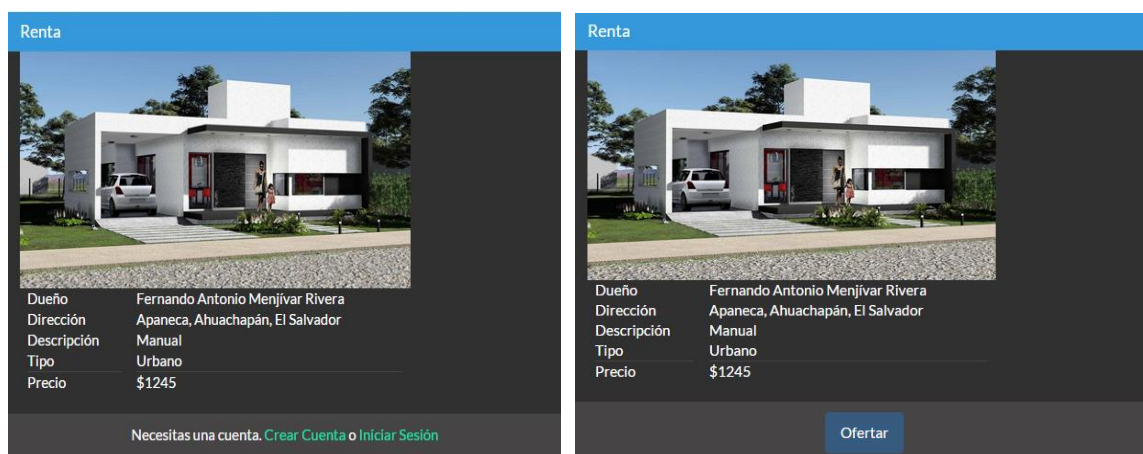 Renta
Dueño Fernando Antonio Menjívar Rivera
Dirección Apaneca, Ahuachapán, El Salvador
Descripción Manual
Tipo Urbano
Precio $1245
Necesitas una cuenta. Crear Cuenta o Iniciar Sesión
Renta
Dueño Fernando Antonio Menjívar Rivera
Dirección Apaneca, Ahuachapán, El Salvador
Descripción Manual
Tipo Urbano
Precio $1245
Ofertar